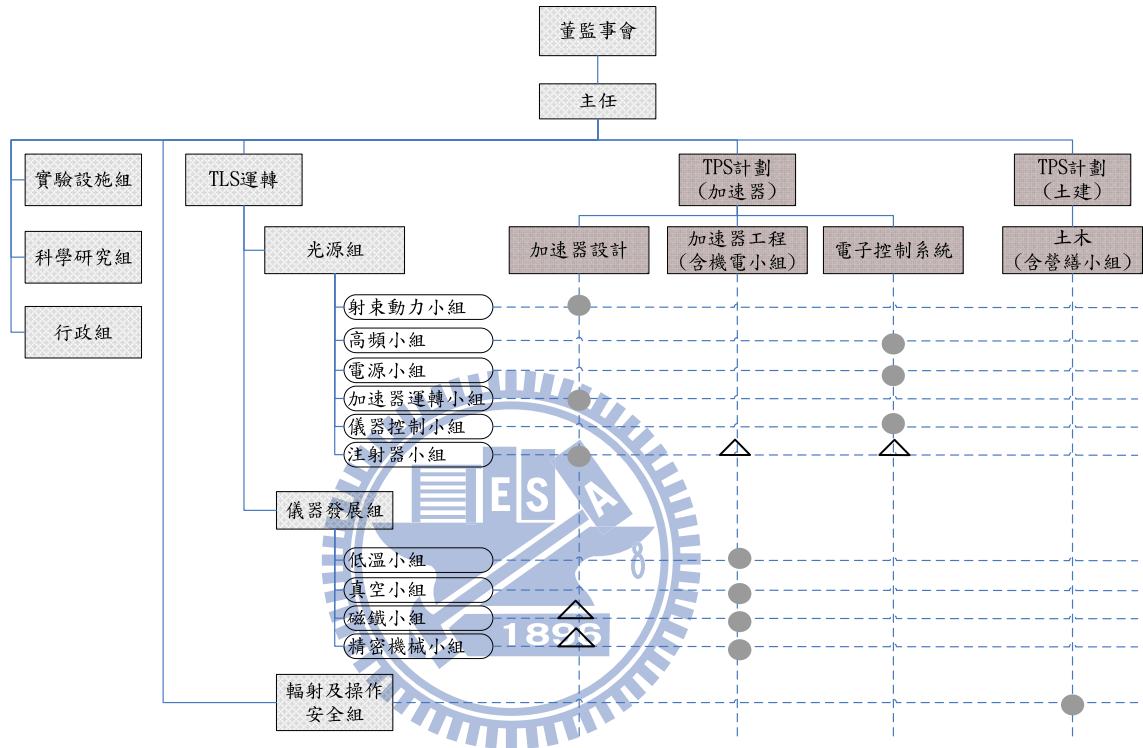 董監事會
主任
實驗設施組
TLS運轉
TPS計劃
（加速器）
TPS計劃
（土建）
科學研究組
光源組
加速器設計
加速器工程
（含機電小組）
電子控制系統
土木
（含營繕小組）
行政組
射束動力小組
高頻小組
電源小組
加速器運轉小組
儀器控制小組
注射器小組
ESA
儀器發展組
低溫小組
真空小組
磁鐵小組
1896
精密機械小組
輻射及操作
安全組